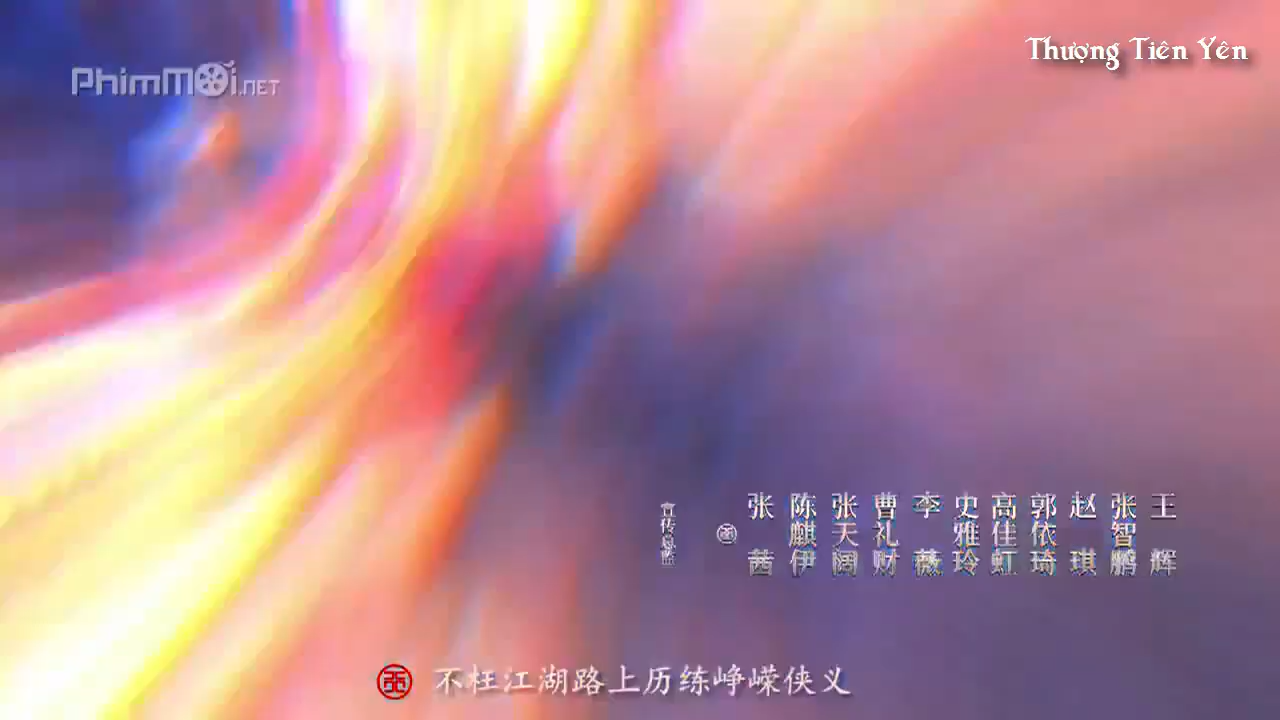 PhimMỗi.NET
Thượng Tiên Yên
宣传总监
张茜
陈麒伊
张天阔
曹礼财
李薇
史雅玲
高佳虹
郭依琦
赵琪
张智鹏
王辉
不枉江湖路上历练峥嵘侠义